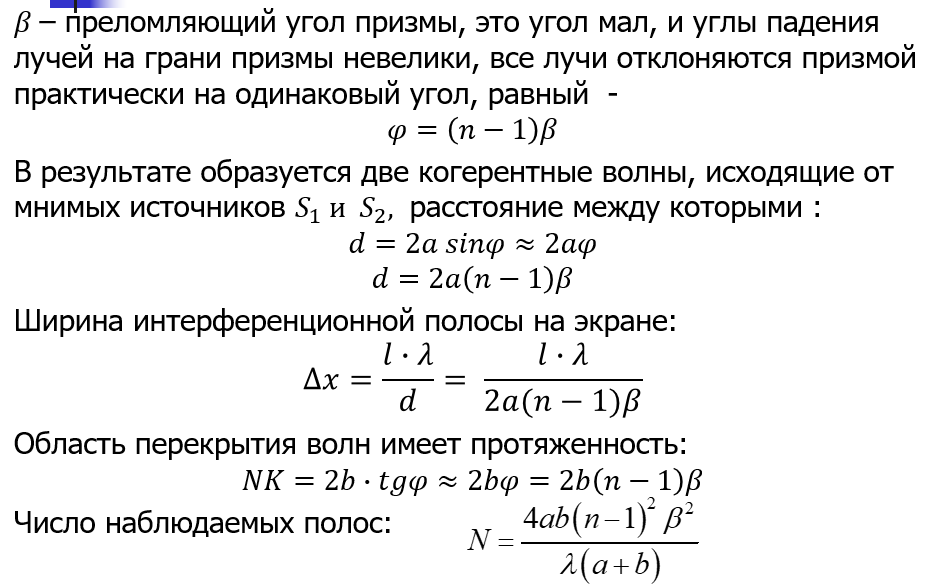 β – преломляющий угол призмы, это угол мал, и углы падения
лучей на грани призмы невелики, все лучи отклоняются призмой
практически на одинаковый угол, равный -
φ = (n − 1)β
В результате образуется две когерентные волны, исходящие от
мнимых источников S₁ и S₂, расстояние между которыми :
d = 2a sinφ ≈ 2aφ
d = 2a(n − 1)β
Ширина интерференционной полосы на экране:
Δx = (l · λ)/d = (l · λ)/(2a(n − 1)β)
Область перекрытия волн имеет протяженность:
NK = 2b · tgφ ≈ 2bφ = 2b(n − 1)β
Число наблюдаемых полос: N = (4ab(n−1)² β²)/(λ(a+b))